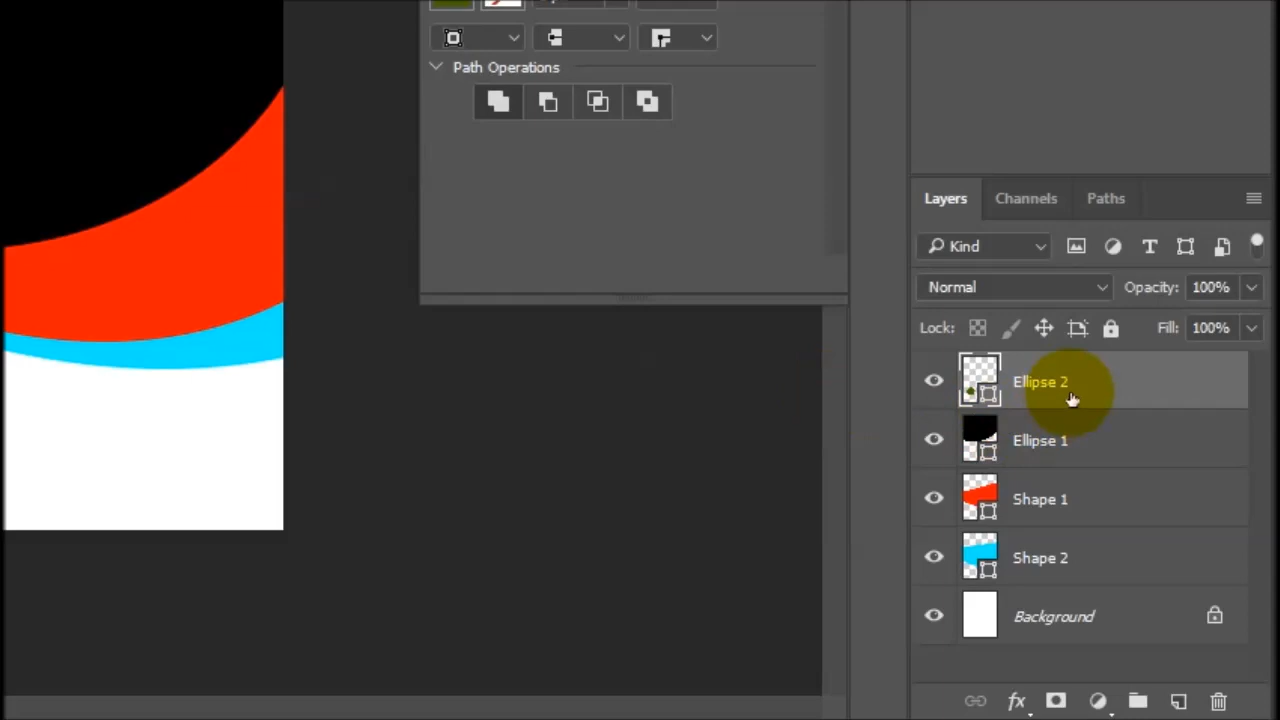 Path Operations
Layers
Channels
Paths
Kind
Normal
Opacity:
100%
Lock:
Fill:
100%
Ellipse 2
Ellipse 1
Shape 1
Shape 2
Background
fx